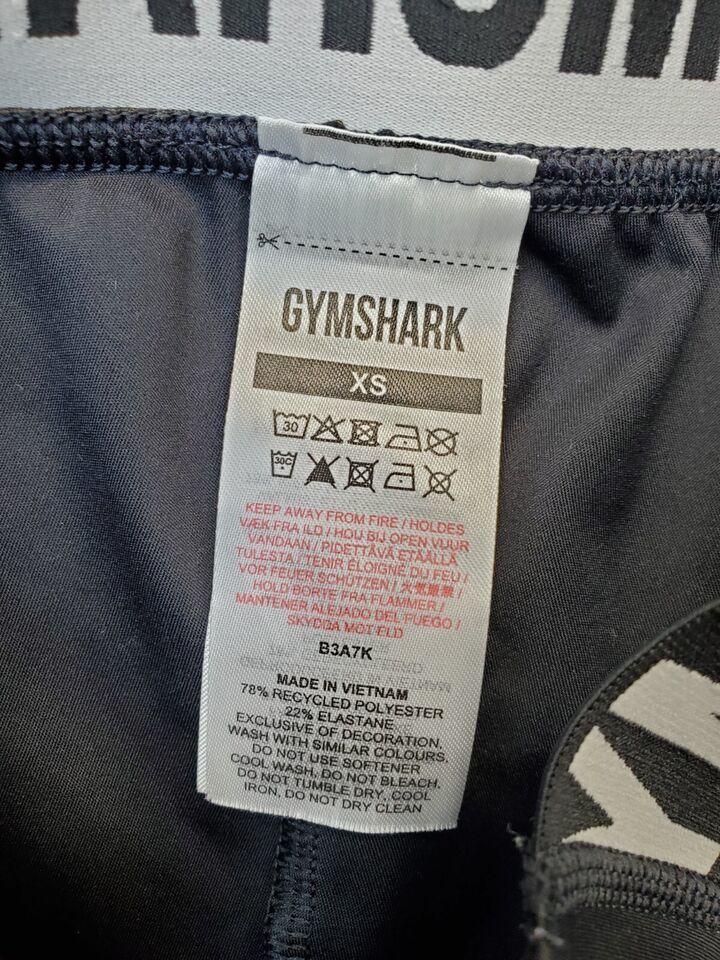 GYMSHARK
XS
30
30C
KEEP AWAY FROM FIRE / HOLDES
VÆK FRA ILD / HOU BIJ OPEN VUUR
VANDAAN / PIDETTÄVÄ ETÄÄLLÄ
TULESTA / TENIR ÉLOIGNÉ DU FEU /
VOR FEUER SCHÜTZEN / 火気厳禁 /
HOLD BORTE FRA FLAMMER /
MANTENER ALEJADO DEL FUEGO /
SKYDDA MOT ELD
B3A7K
MADE IN VIETNAM
78% RECYCLED POLYESTER
22% ELASTANE
EXCLUSIVE OF DECORATION.
WASH WITH SIMILAR COLOURS.
DO NOT USE SOFTENER
COOL WASH, DO NOT BLEACH.
DO NOT TUMBLE DRY, COOL
IRON, DO NOT DRY CLEAN